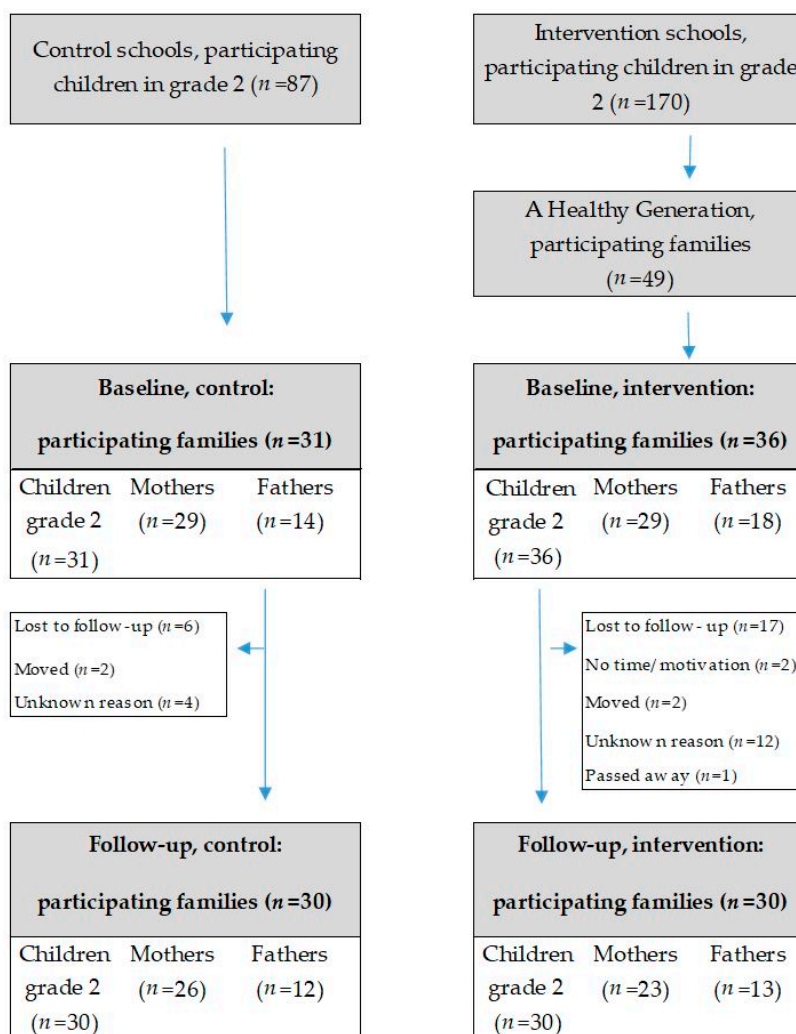 Control schools, participating
children in grade 2 (n=87)
Intervention schools,
participating children in grade
2 (n=170)
A Healthy Generation,
participating families
(n=49)
Baseline, control:
participating families (n=31)
Children Mothers Fathers
grade 2 (n=29) (n=14)
(n=31)
Baseline, intervention:
participating families (n=36)
Children Mothers Fathers
grade 2 (n=29) (n=18)
(n=36)
Lost to follow-up (n=6)
Moved (n=2)
Unknown reason (n=4)
Lost to follow-up (n=17)
No time/motivation (n=2)
Moved (n=2)
Unknown reason (n=12)
Passed away (n=1)
Follow-up, control:
participating families (n=30)
Children Mothers Fathers
grade 2 (n=26) (n=12)
(n=30)
Follow-up, intervention:
participating families (n=30)
Children Mothers Fathers
grade 2 (n=23) (n=13)
(n=30)